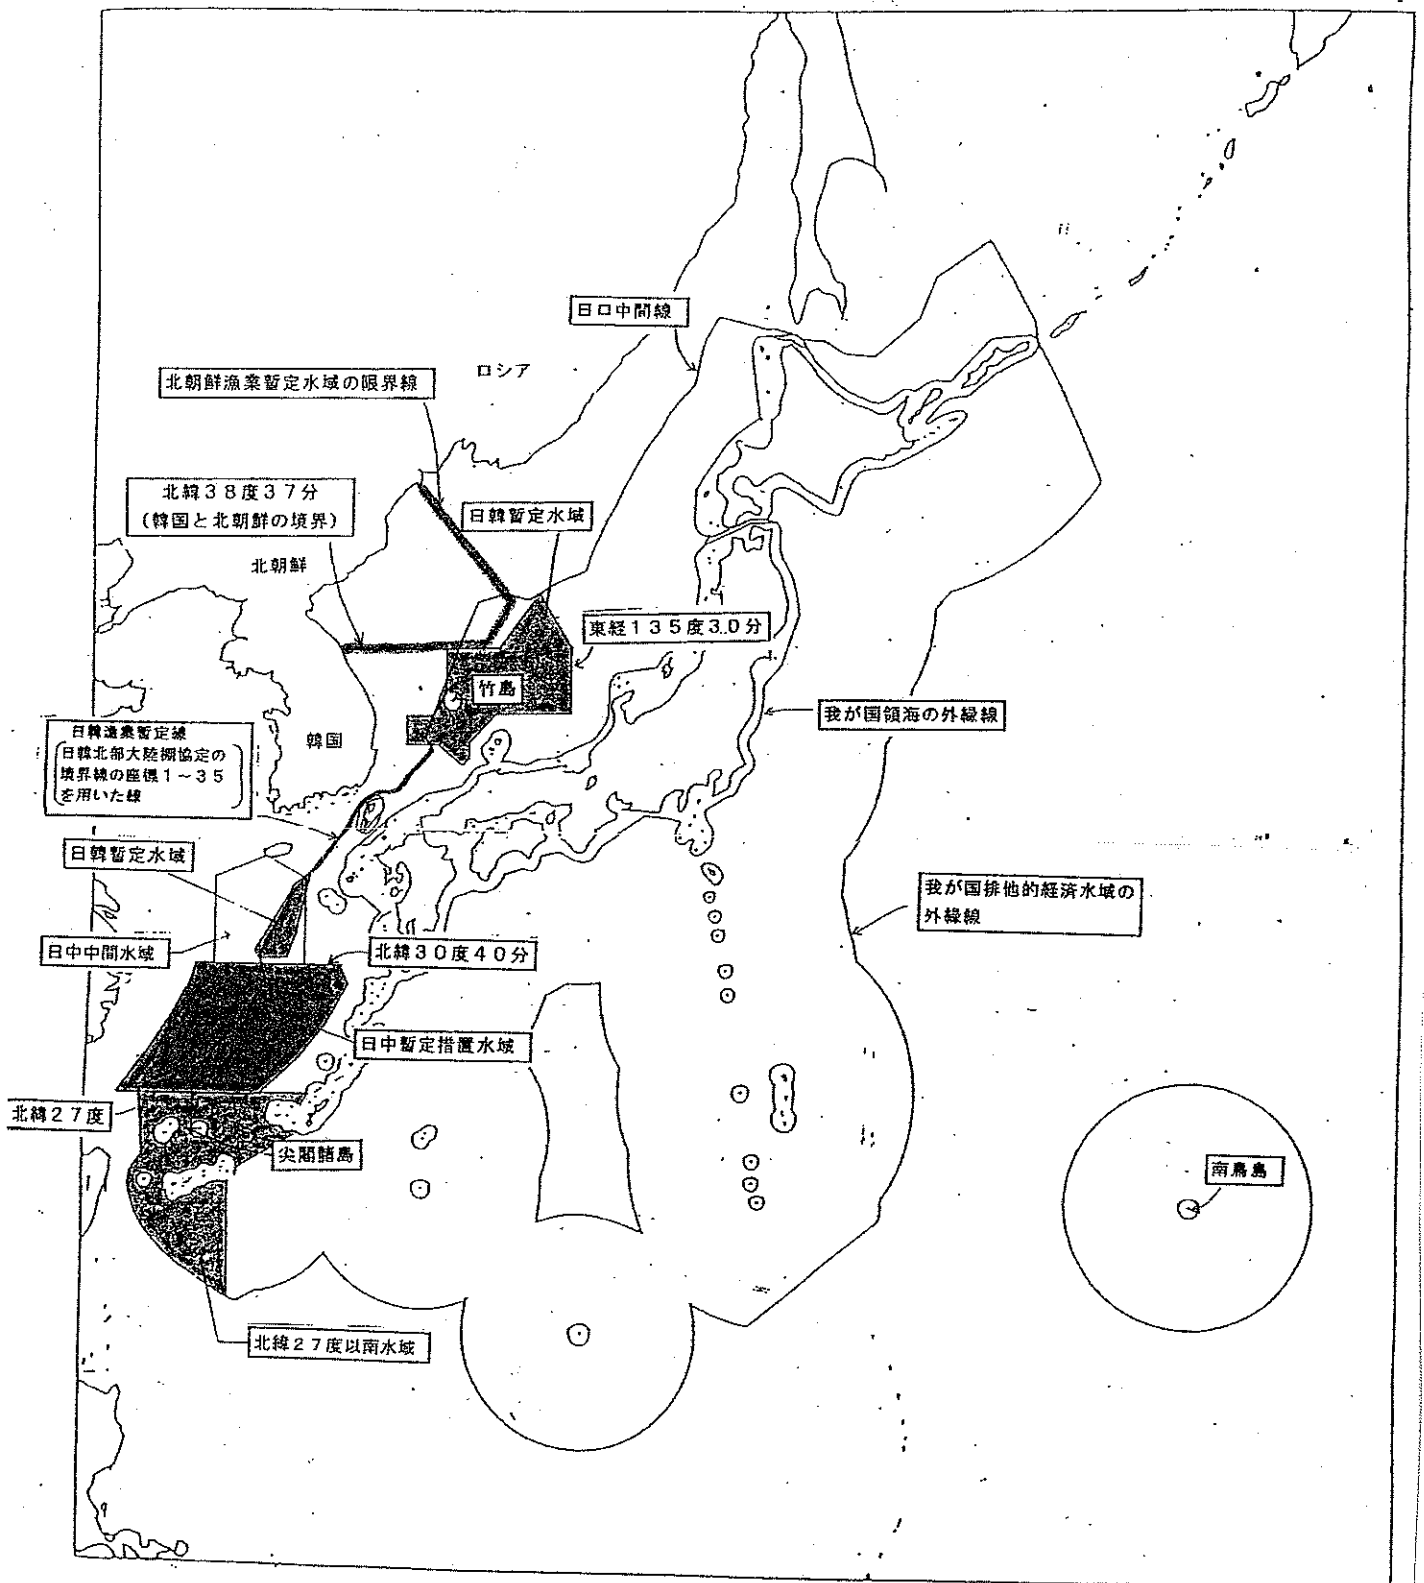 日ロ中間線
ロシア
北朝鮮漁業暫定水域の限界線
北緯38度37分
(韓国と北朝鮮の境界)
日韓暫定水域
北朝鮮
東経135度30分
竹島
我が国領海の外縁線
韓国
日韓漁業暫定線
日韓北部大陸棚協定の
境界線の座標1~35
を用いた線
日韓暫定水域
我が国排他的経済水域の
外縁線
日中中間水域
北緯30度40分
日中暫定措置水域
北緯27度
尖閣諸島
南鳥島
北緯27度以南水域